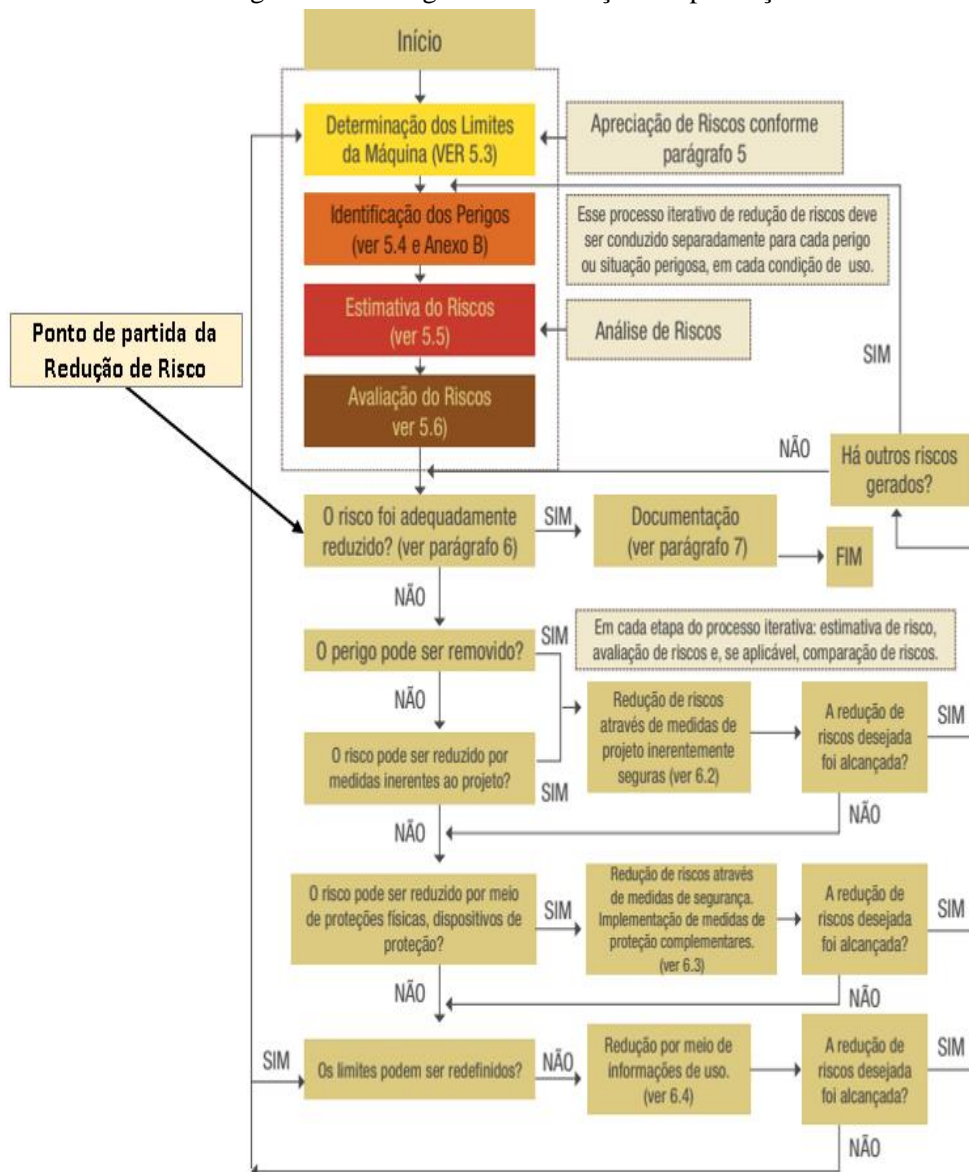 Início
Determinação dos Limites
da Máquina (VER 5.3)
Apreciação de Riscos conforme
parágrafo 5
Identificação dos Perigos
(ver 5.4 e Anexo B)
Esse processo iterativo de redução de riscos deve
ser conduzido separadamente para cada perigo
ou situação perigosa, em cada condição de uso.
Estimativa do Riscos
(ver 5.5)
Análise de Riscos
SIM
Ponto de partida da
Redução de Risco
Avaliação do Riscos
ver 5.6)
NÃO
Há outros riscos
gerados?
O risco foi adequadamente
reduzido? (ver parágrafo 6)
SIM
Documentação
(ver parágrafo 7)
FIM
NÃO
O perigo pode ser removido?
SIM
Em cada etapa do processo iterativa: estimativa de risco,
avaliação de riscos e, se aplicável, comparação de riscos.
NÃO
Redução de riscos
através de medidas de
projeto inerentemente
seguras (ver 6.2)
A redução de
riscos desejada
foi alcançada?
SIM
O risco pode ser reduzido por
medidas inerentes ao projeto?
SIM
NÃO
NÃO
O risco pode ser reduzido por meio
de proteções físicas, dispositivos de
proteção?
SIM
Redução de riscos através
de medidas de segurança.
Implementação de medidas de
proteção complementares.
(ver 6.3)
A redução de
riscos desejada
foi alcançada?
SIM
NÃO
NÃO
SIM
Os limites podem ser redefinidos?
NÃO
Redução por meio de
informações de uso.
(ver 6.4)
A redução de
riscos desejada
foi alcançada?
SIM
NÃO